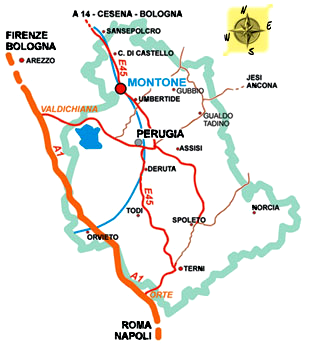 A 14 - CESENA - BOLOGNA
N
E
W
S
SANSEPOLCRO
FIRENZE
BOLOGNA
AREZZO
C. DI CASTELLO
E45
MONTONE
JESI
ANCONA
GUBBIO
UMBERTIDE
VALDICHIANA
GUALDO
TADINO
PERUGIA
A1
ASSISI
DERUTA
E45
NORCIA
TODI
SPOLETO
ORVIETO
TERNI
A1
ORTE
ROMA
NAPOLI